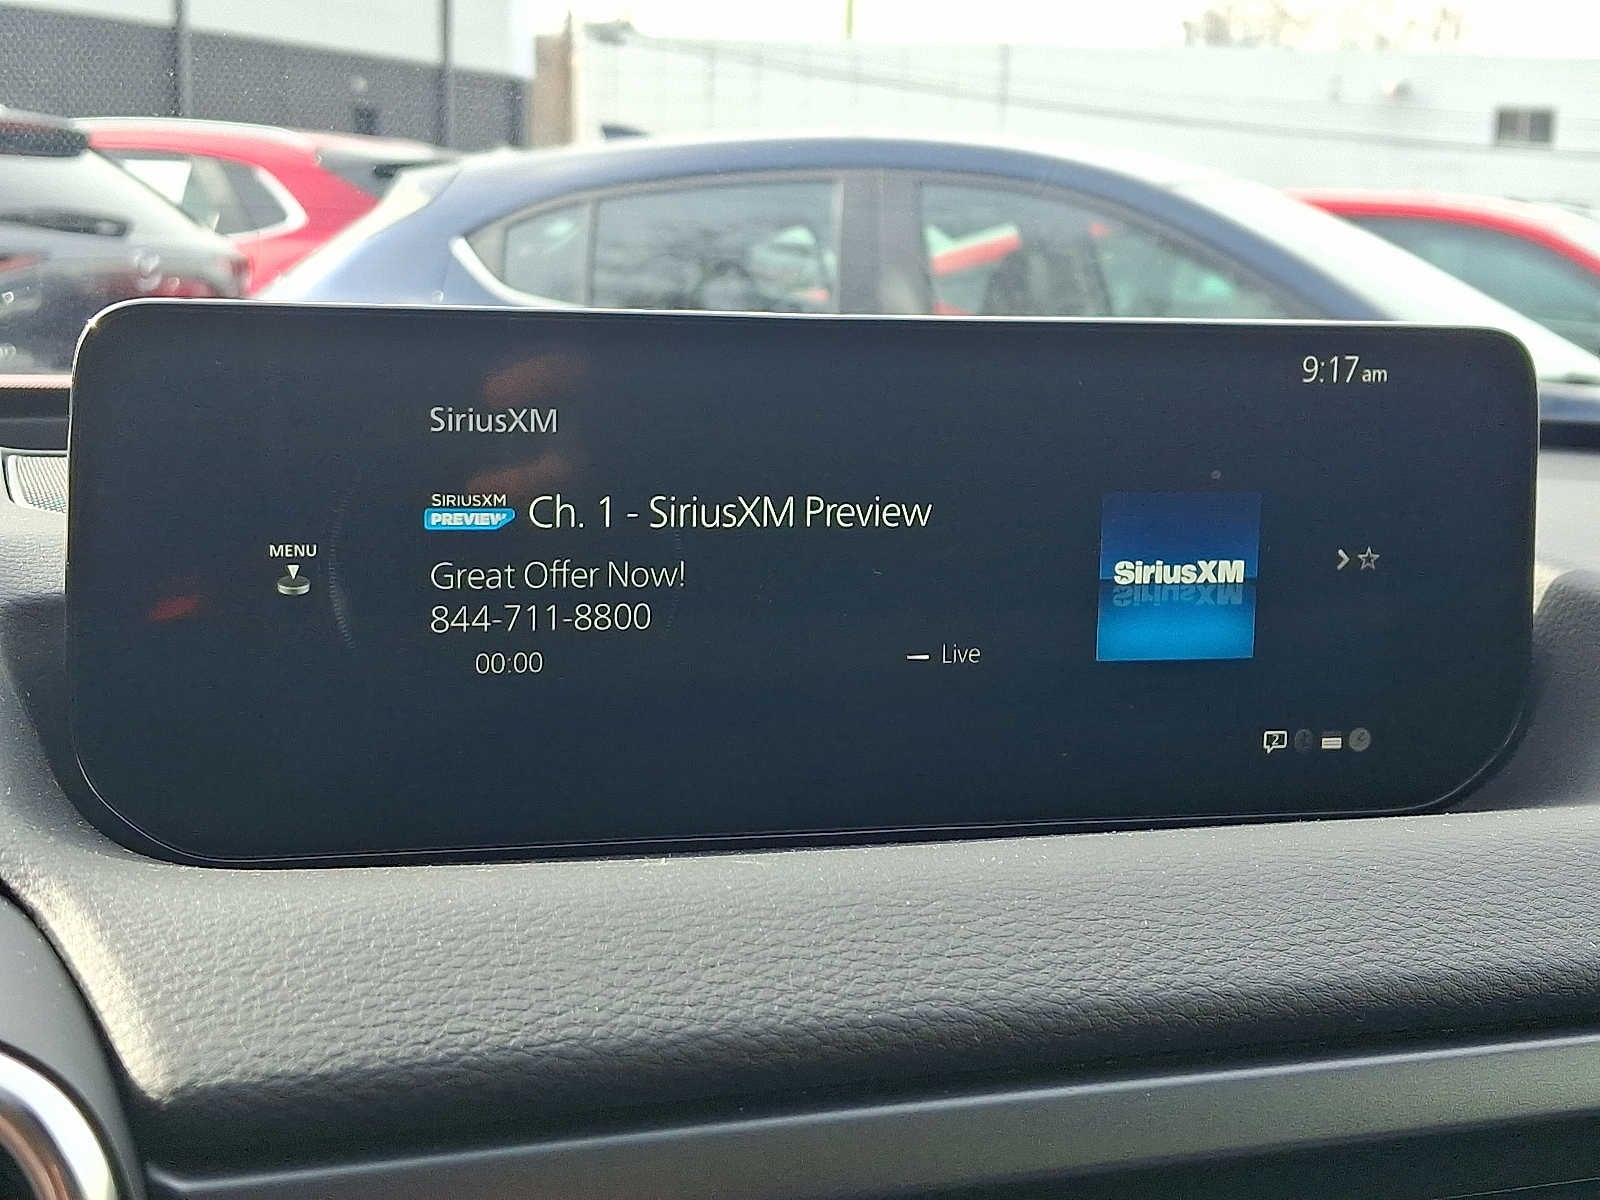 9:17am
SiriusXM
SIRIUSXM
PREVIEW
Ch. 1 - SiriusXM Preview
MENU
Great Offer Now!
844-711-8800
00:00
Live
SiriusXM
2